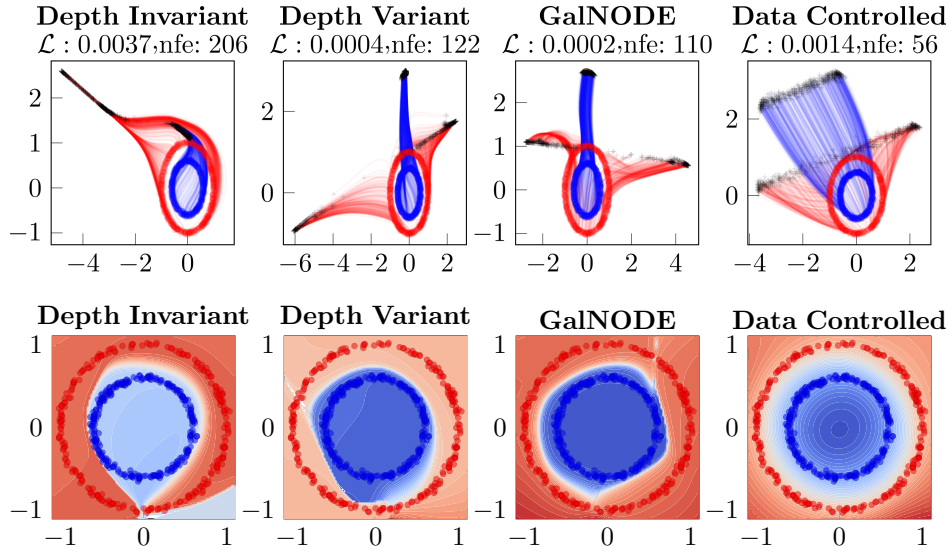 Depth Invariant Depth Variant GalNODE Data Controlled
ℒ : 0.0037,nfe: 206 ℒ : 0.0004,nfe: 122 ℒ : 0.0002,nfe: 110 ℒ : 0.0014,nfe: 56
2 1 0 −1
−4 −2 0
2 0
−6 −4 −2 0 2
2 1 0 −1
−2 0 2 4
2 0
−4 −2 0 2
Depth Invariant Depth Variant GalNODE Data Controlled
1 0 −1
−1 0 1
1 0 −1
−1 0 1
1 0 −1
−1 0 1
1 0 −1
−1 0 1